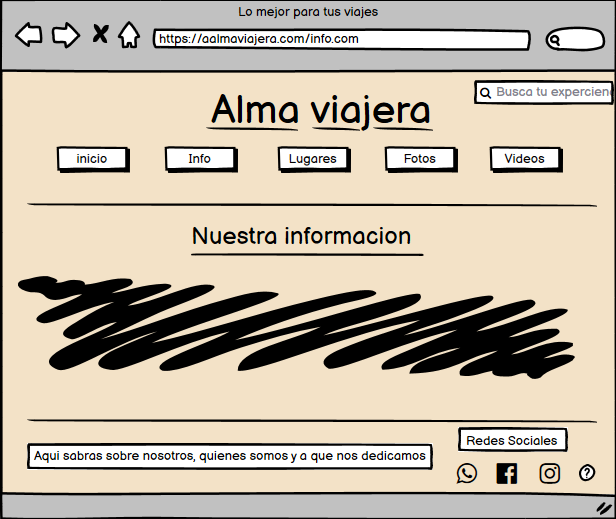 Lo mejor para tus viajes
https://aalmaviajera.com/info.com
Busca tu expercien
Alma viajera
inicio Info Lugares Fotos Videos
Nuestra informacion
Redes Sociales
Aqui sabras sobre nosotros, quienes somos y a que nos dedicamos
?